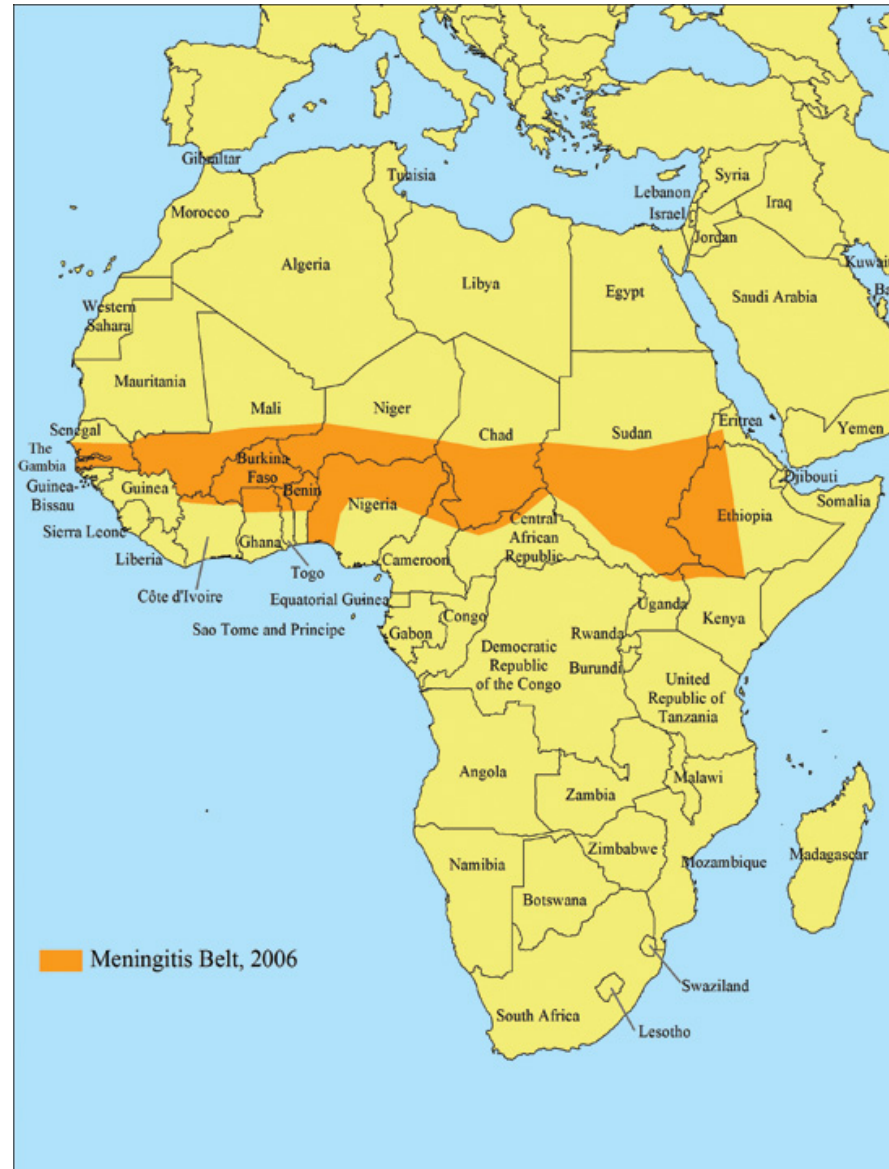 Gibraltar
Tunisia
Syria
Lebanon
Israel
Iraq
Morocco
Jordan
Algeria
Kuwait
Libya
Egypt
Ba
Saudi Arabia
Western
Sahara
Mauritania
Mali
Niger
Chad
Sudan
Eritrea
Yemen
Senegal
The
Gambia
Burkina
Faso
Benin
Djibouti
Guinea-
Bissau
Guinea
Nigeria
Ethiopia
Somalia
Sierra Leone
Ghana
Central
African
Republic
Liberia
Cameroon
Togo
Côte d'Ivoire
Equatorial Guinea
Uganda
Kenya
Sao Tome and Principe
Gabon
Congo
Rwanda
Democratic
Republic
of the Congo
Burundi
United
Republic of
Tanzania
Angola
Malawi
Zambia
Zimbabwe
Mozambique
Madagascar
Namibia
Botswana
Meningitis Belt, 2006
Swaziland
South Africa
Lesotho